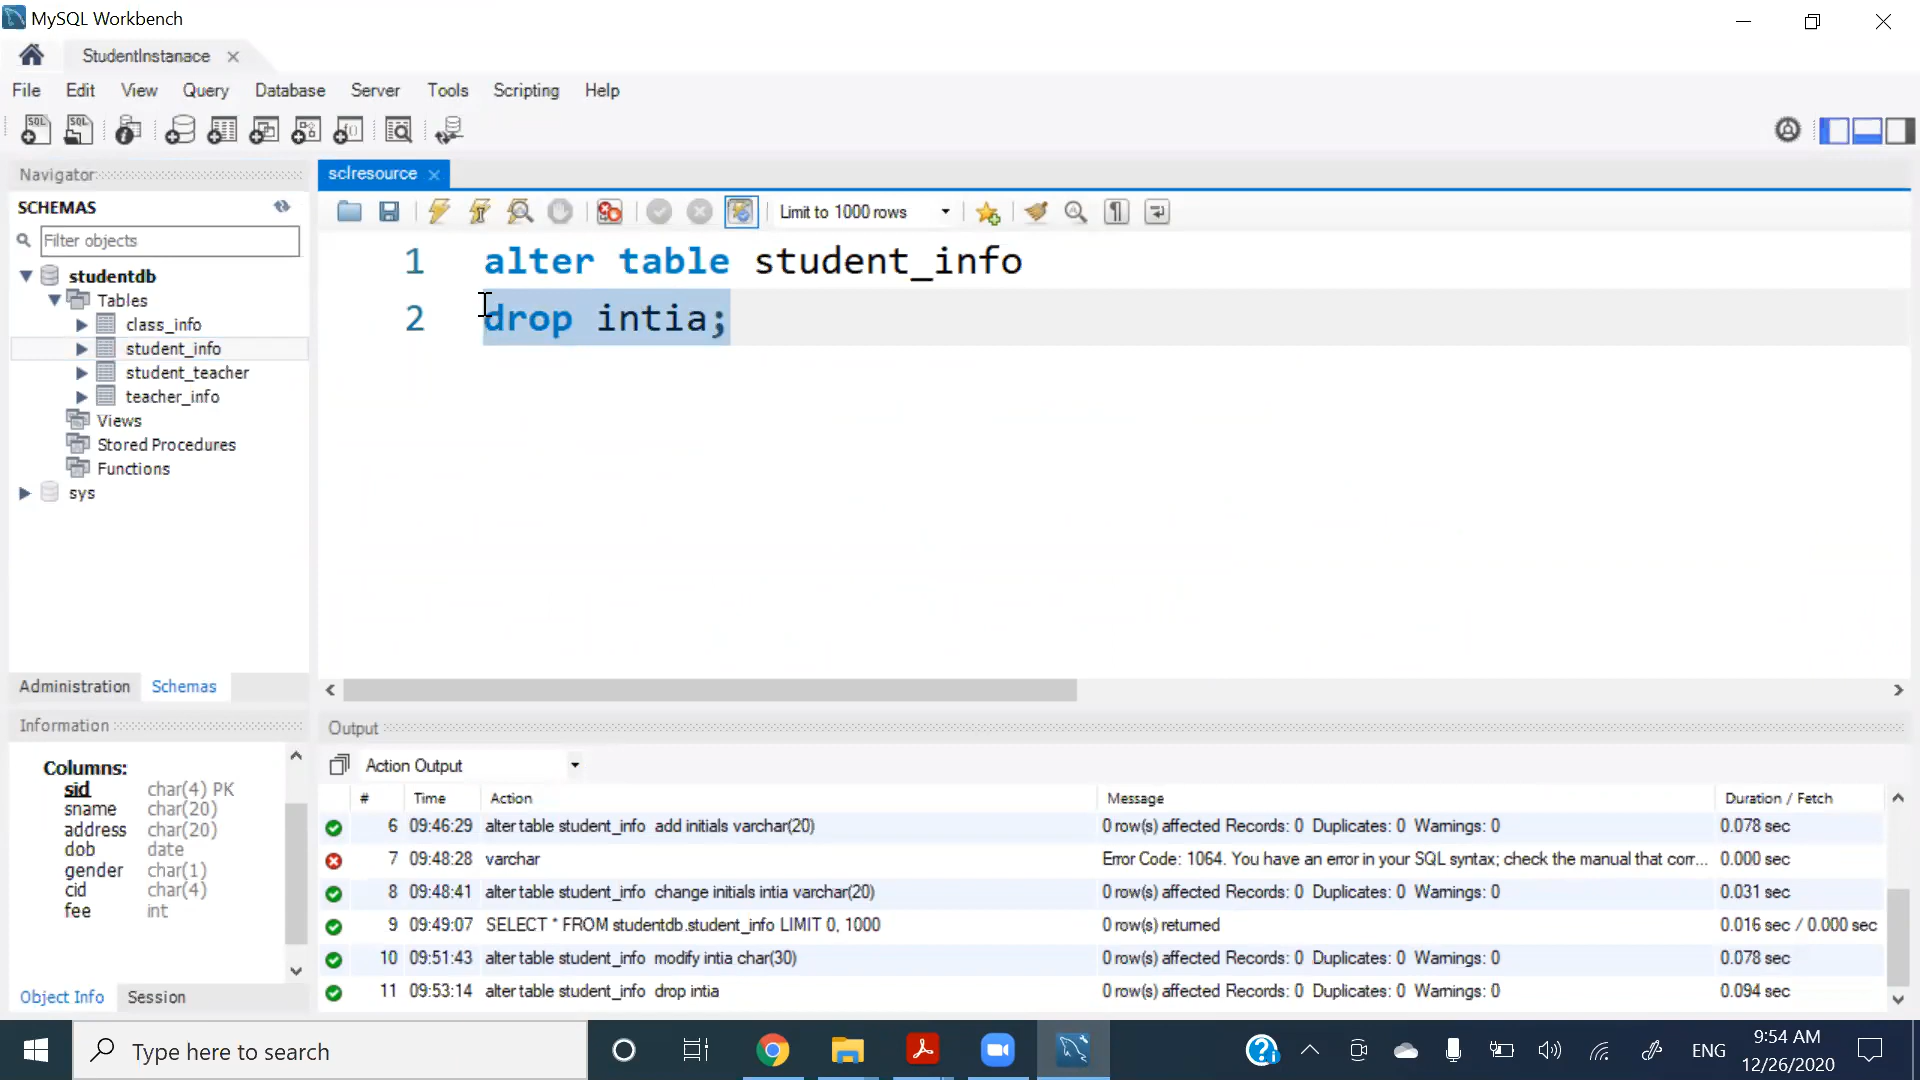 MySQL Workbench
StudentInstanace
File Edit View Query Database Server Tools Scripting Help
SQL SQL
Navigator
SCHEMAS
Filter objects
studentdb
Tables
class_info
student_info
student_teacher
teacher_info
Views
Stored Procedures
Functions
sys
Administration Schemas
Information
Columns:
sid char(4) PK
sname char(20)
address char(20)
dob date
gender char(1)
cid char(4)
fee int
Object Info Session
sclresource
Limit to 1000 rows
1 alter table student_info
2 drop intia;
Output
Action Output
# Time Action Message Duration / Fetch
6 09:46:29 alter table student_info add initials varchar(20) 0 row(s) affected Records: 0 Duplicates: 0 Warnings: 0 0.078 sec
7 09:48:28 varchar Error Code: 1064. You have an error in your SQL syntax; check the manual that corr... 0.000 sec
8 09:48:41 alter table student_info change initials intia varchar(20) 0 row(s) affected Records: 0 Duplicates: 0 Warnings: 0 0.031 sec
9 09:49:07 SELECT * FROM studentdb.student_info LIMIT 0, 1000 0 row(s) returned 0.016 sec / 0.000 sec
10 09:51:43 alter table student_info modify intia char(30) 0 row(s) affected Records: 0 Duplicates: 0 Warnings: 0 0.078 sec
11 09:53:14 alter table student_info drop intia 0 row(s) affected Records: 0 Duplicates: 0 Warnings: 0 0.094 sec
Type here to search
ENG
9:54 AM
12/26/2020